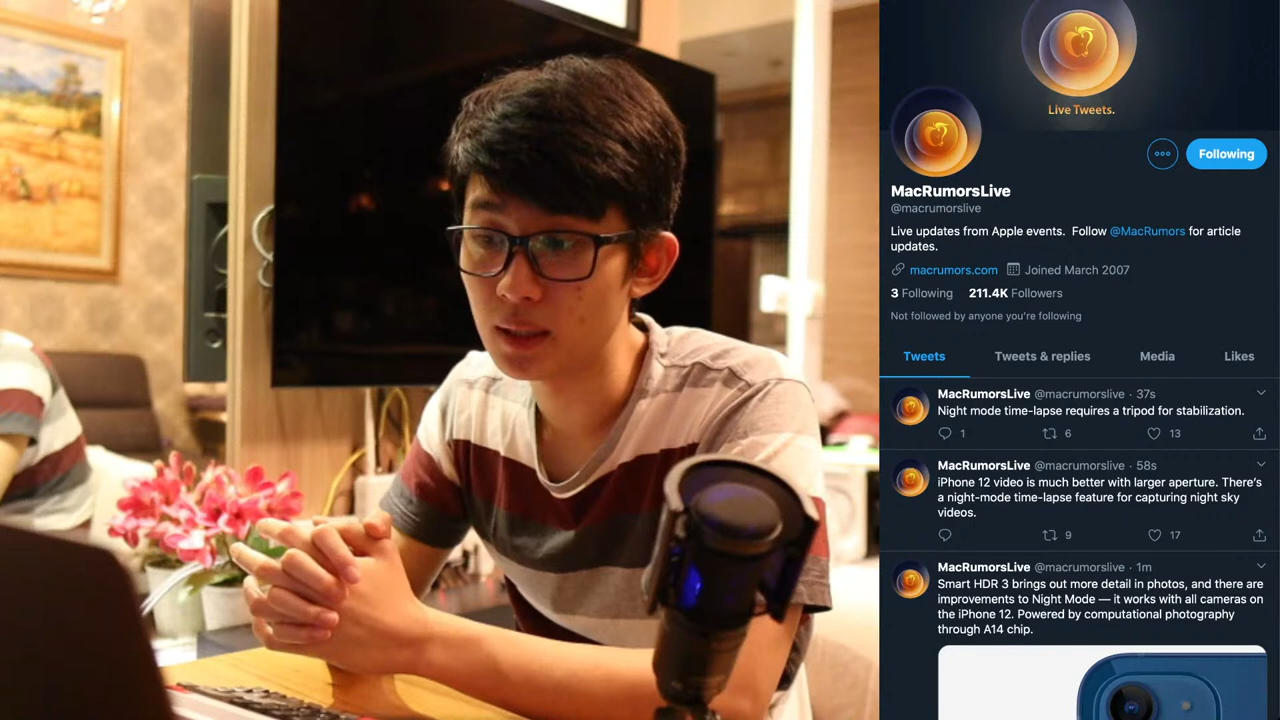 Live Tweets.
Following
MacRumorsLive
@macrumorslive
Live updates from Apple events. Follow @MacRumors for article
updates.
macrumors.com Joined March 2007
3 Following 211.4K Followers
Not followed by anyone you're following
Tweets Tweets & replies Media Likes
MacRumorsLive @macrumorslive · 37s
Night mode time-lapse requires a tripod for stabilization.
1 6 13
MacRumorsLive @macrumorslive · 58s
iPhone 12 video is much better with larger aperture. There's
a night-mode time-lapse feature for capturing night sky
videos.
9 17
MacRumorsLive @macrumorslive · 1m
Smart HDR 3 brings out more detail in photos, and there are
improvements to Night Mode — it works with all cameras on
the iPhone 12. Powered by computational photography
through A14 chip.